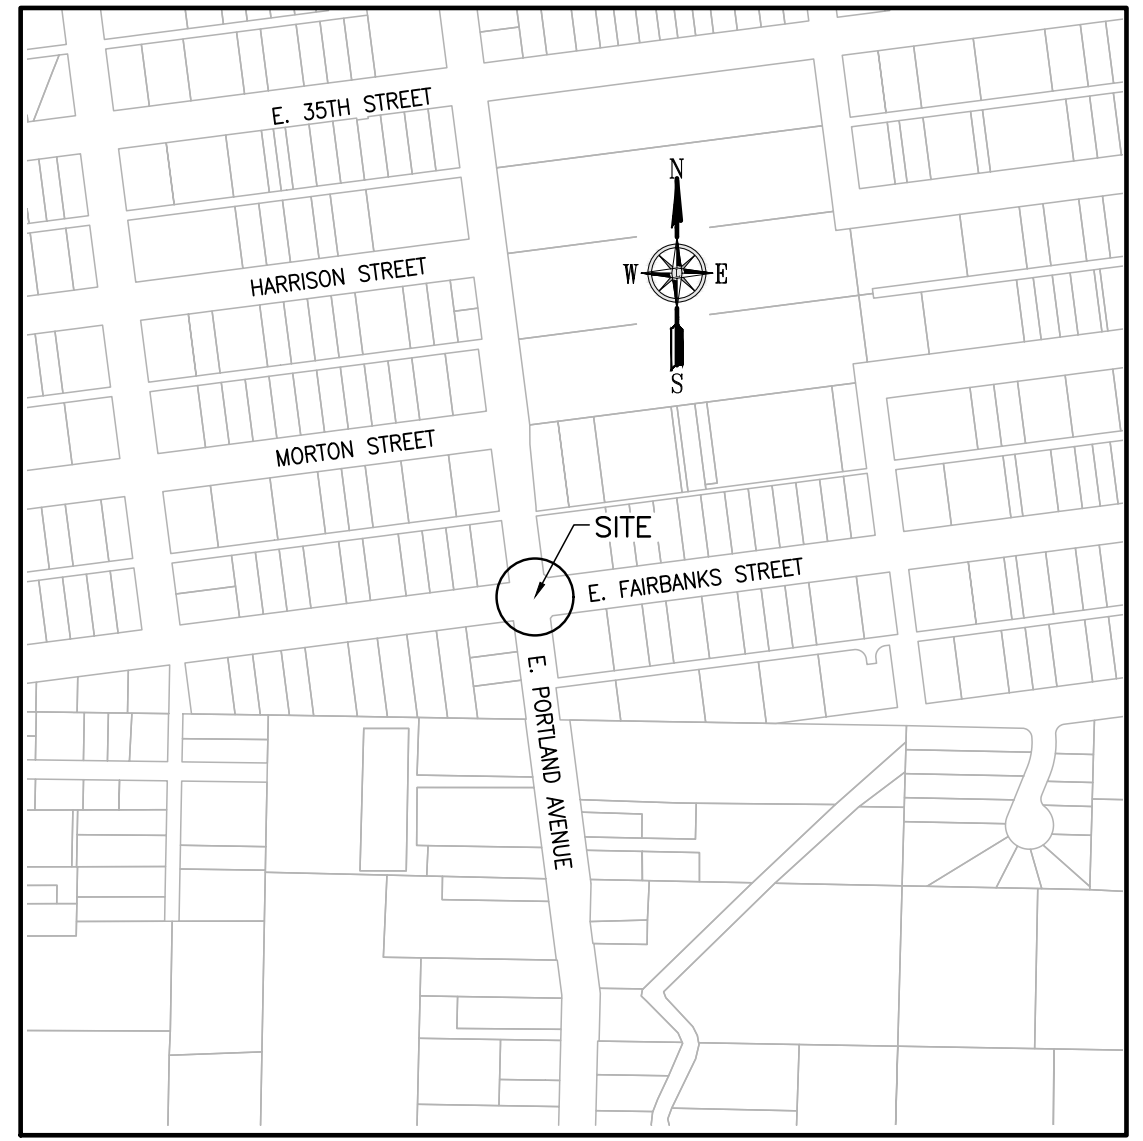 E. 35TH STREET
N
HARRISON STREET
W
E
S
MORTON STREET
SITE
E. FAIRBANKS STREET
E. PORTLAND AVENUE